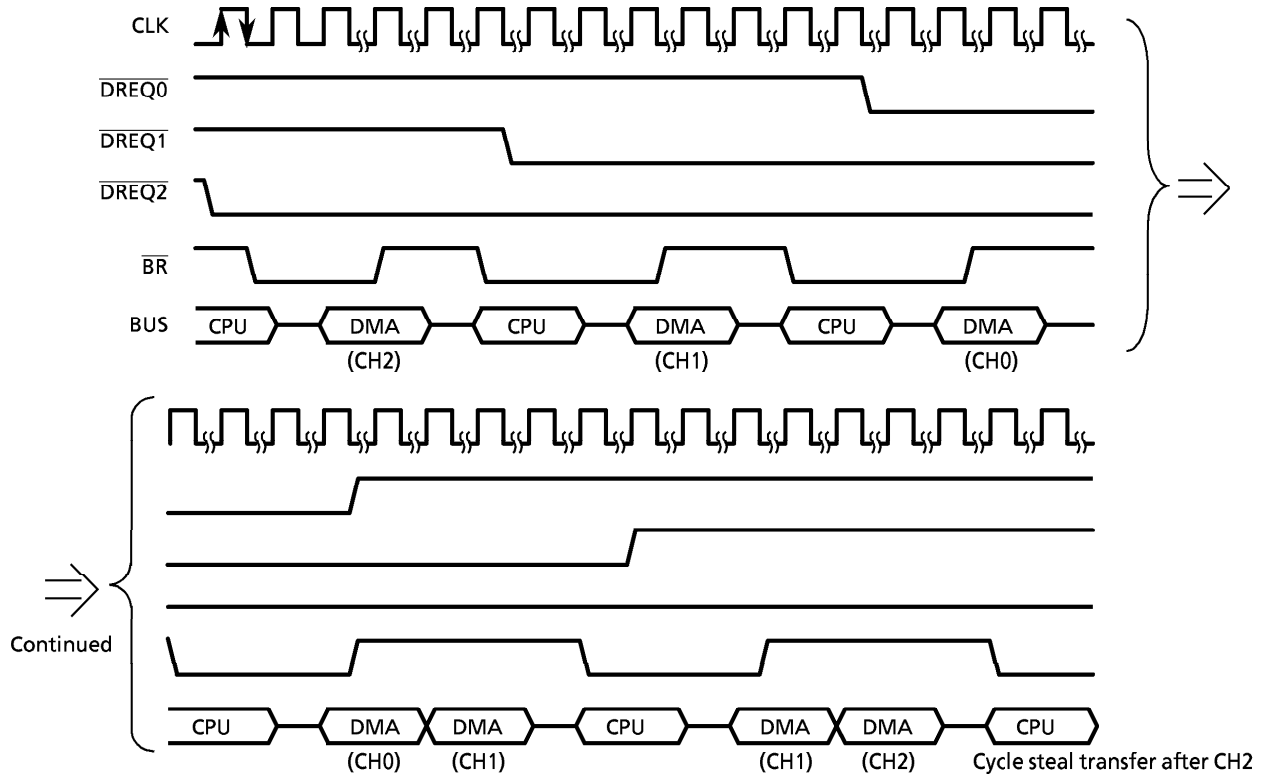 CLK
DREQ0
DREQ1
DREQ2
BR
BUS CPU DMA CPU DMA CPU DMA
(CH2) (CH1) (CH0)
Continued
CPU DMA DMA CPU DMA DMA CPU
(CH0) (CH1) (CH1) (CH2) Cycle steal transfer after CH2